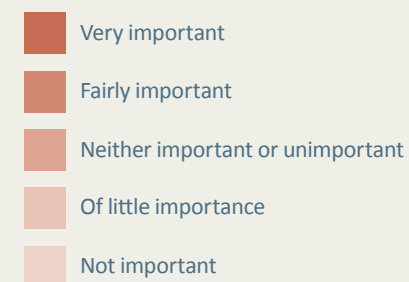 Very important
Fairly important
Neither important or unimportant
Of little importance
Not important